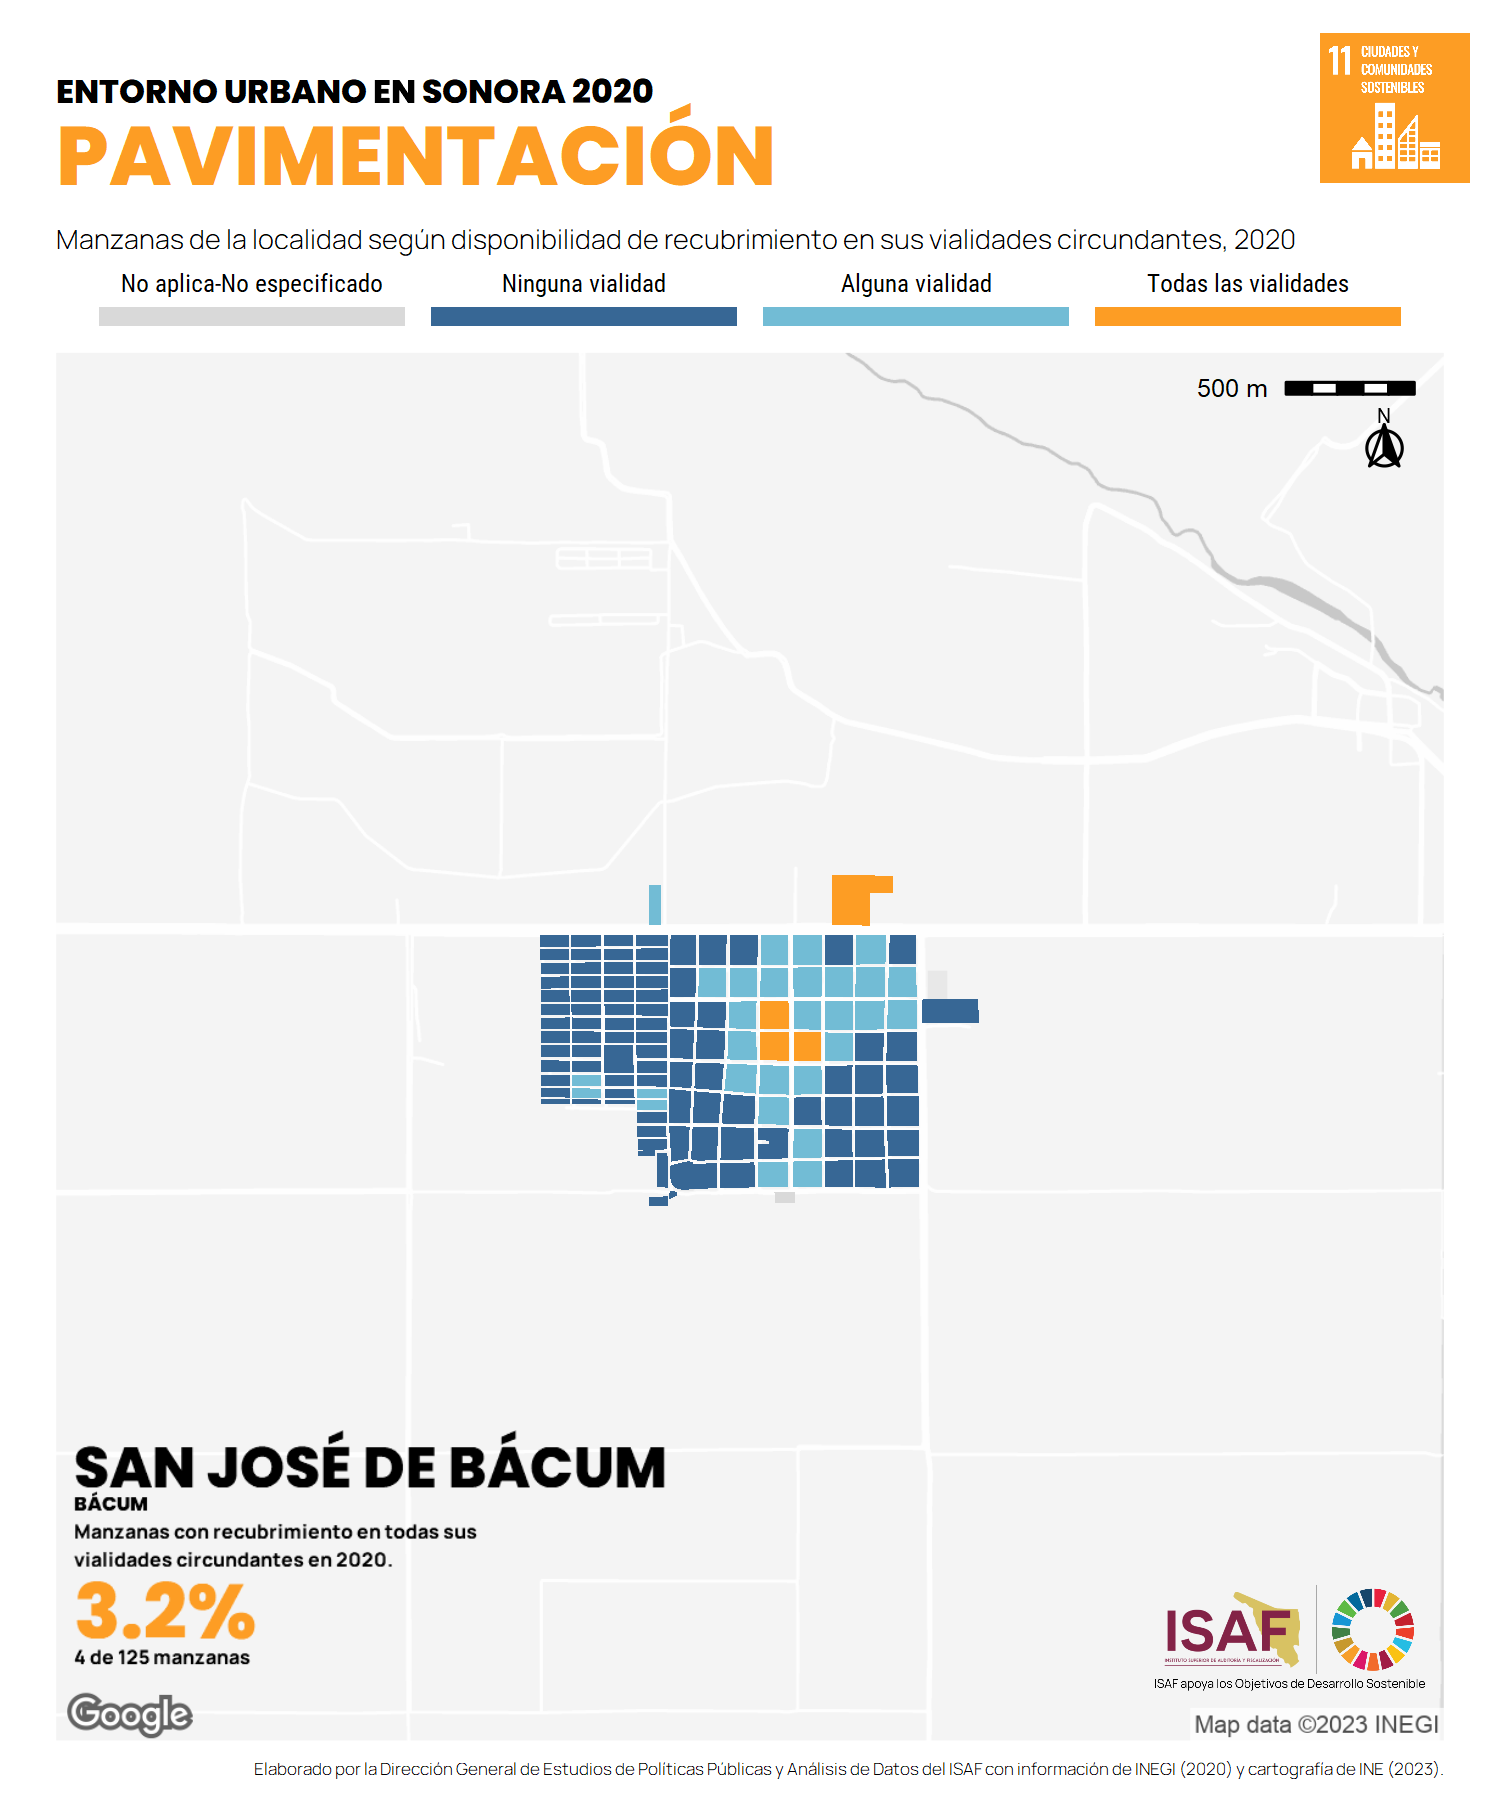 11 CIUDADES Y
COMUNIDADES
SOSTENIBLES
ENTORNO URBANO EN SONORA 2020
PAVIMENTACIÓN
Manzanas de la localidad según disponibilidad de recubrimiento en sus vialidades circundantes, 2020
No aplica-No especificado Ninguna vialidad Alguna vialidad Todas las vialidades
500 m
N
SAN JOSÉ DE BÁCUM
BÁCUM
Manzanas con recubrimiento en todas sus
vialidades circundantes en 2020.
3.2%
4 de 125 manzanas
Google
ISAF
INSTITUTO SUPERIOR DE AUDITORÍA Y FISCALIZACIÓN
ISAF apoya los Objetivos de Desarrollo Sostenible
Map data ©2023 INEGI
Elaborado por la Dirección General de Estudios de Políticas Públicas y Análisis de Datos del ISAF con información de INEGI (2020) y cartografía de INE (2023).